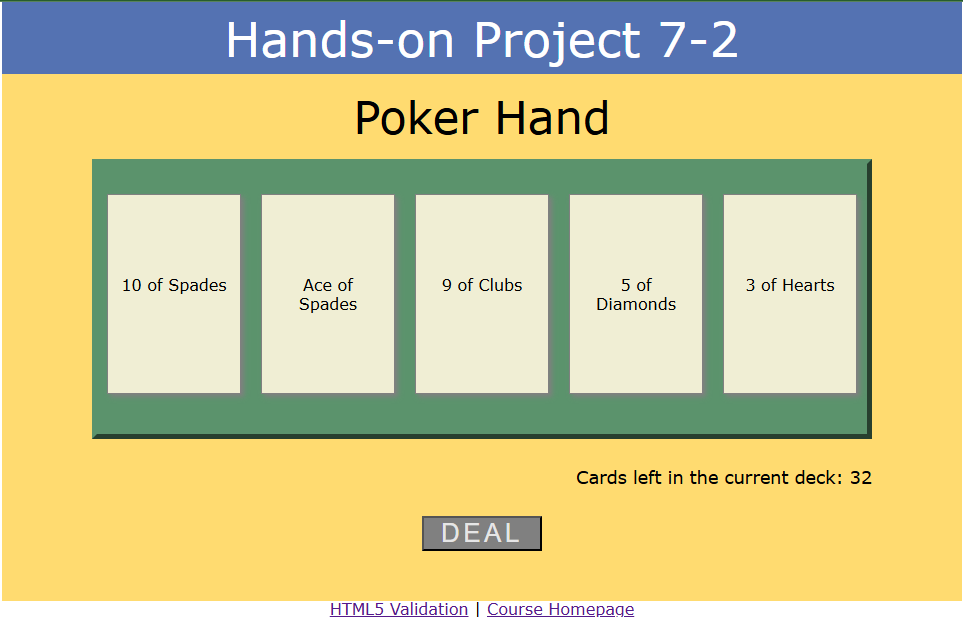 Hands-on Project 7-2
Poker Hand
10 of Spades
Ace of
Spades
9 of Clubs
5 of
Diamonds
3 of Hearts
Cards left in the current deck: 32
DEAL
HTML5 Validation | Course Homepage